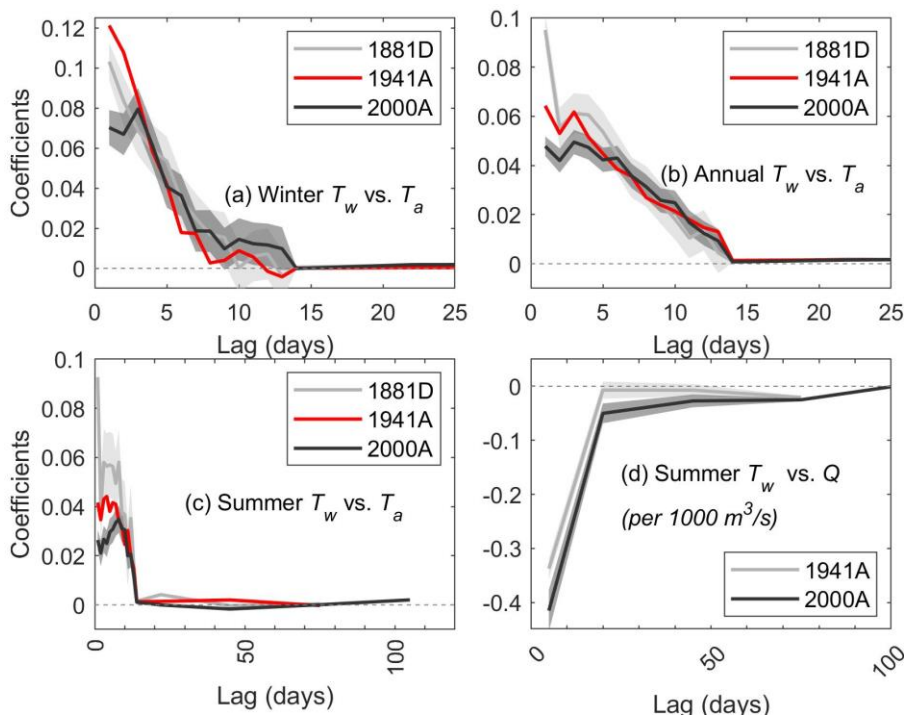 0.12
0.1
0.08
0.06
0.04
0.02
0
Coefficients
1881D
1941A
2000A
(a) Winter T_w vs. T_a
0 5 10 15 20 25
Lag (days)
0.1
0.08
0.06
0.04
0.02
0
1881D
1941A
2000A
(b) Annual T_w vs. T_a
0 5 10 15 20 25
Lag (days)
0.1
0.08
0.06
0.04
0.02
0
Coefficients
1881D
1941A
2000A
(c) Summer T_w vs. T_a
0 50 100
Lag (days)
0
-0.1
-0.2
-0.3
-0.4
(d) Summer T_w vs. Q
(per 1000 m³/s)
1941A
2000A
0 50 100
Lag (days)